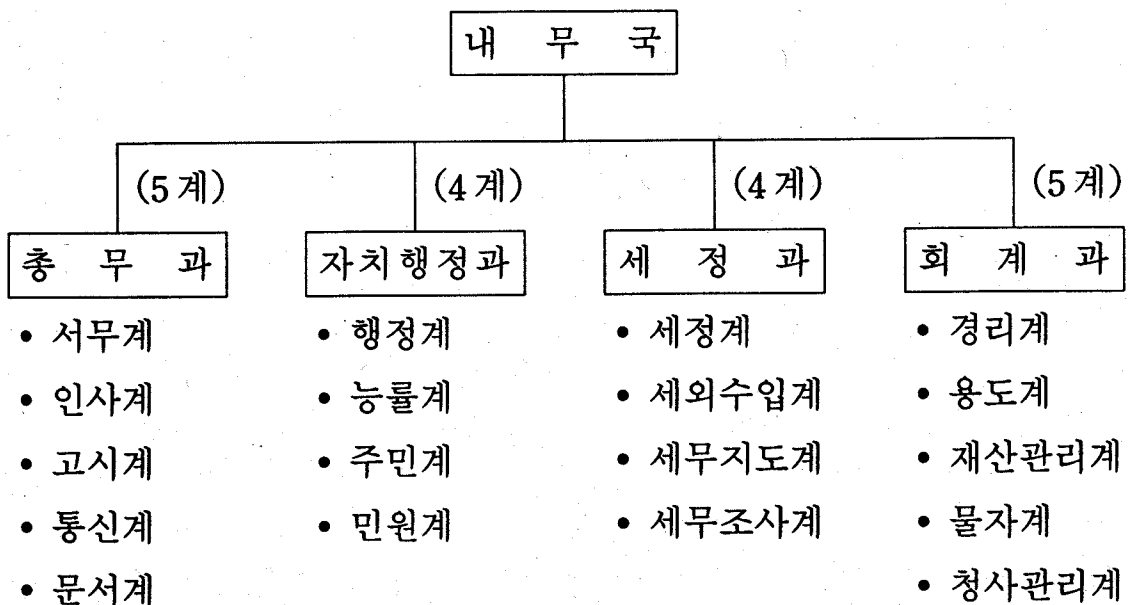 내 무 국
(5계) (4계) (4계) (5계)
총 무 과 자치행정과 세 정 과 회 계 과
• 서무계 • 행정계 • 세정계 • 경리계
• 인사계 • 능률계 • 세외수입계 • 용도계
• 고시계 • 주민계 • 세무지도계 • 재산관리계
• 통신계 • 민원계 • 세무조사계 • 물자계
• 문서계 • 청사관리계